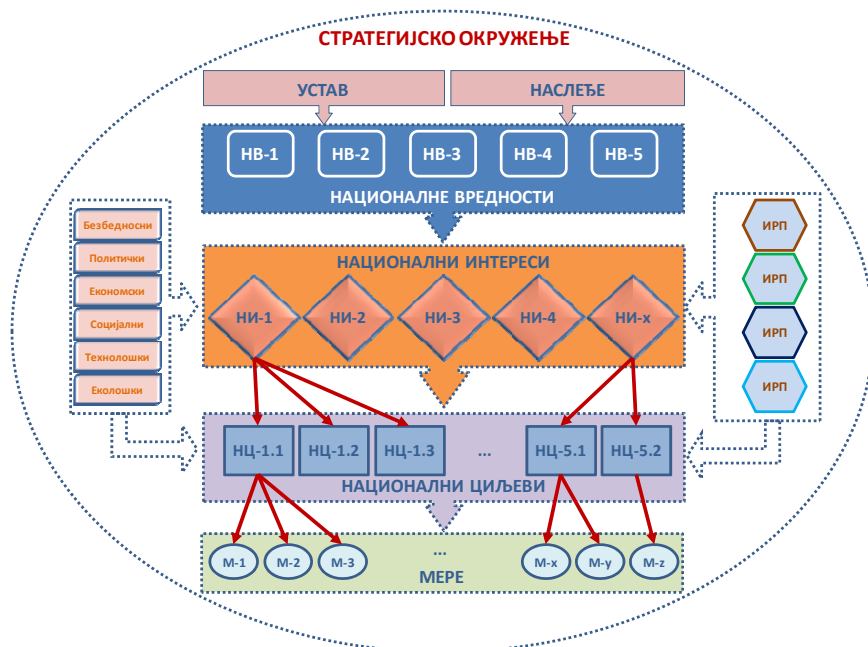 СТРАТЕГИЈСКО ОКРУЖЕЊЕ
УСТАВ
НАСЛЕЂЕ
НВ-1 НВ-2 НВ-3 НВ-4 НВ-5
НАЦИОНАЛНЕ ВРЕДНОСТИ
Безбедносни
Политички
Економски
Социјални
Технолошки
Еколошки
НАЦИОНАЛНИ ИНТЕРЕСИ
НИ-1 НИ-2 НИ-3 НИ-4 НИ-х
ИРП
ИРП
ИРП
ИРП
НЦ-1.1 НЦ-1.2 НЦ-1.3 ... НЦ-5.1 НЦ-5.2
НАЦИОНАЛНИ ЦИЉЕВИ
М-1 М-2 М-3 ... М-x М-y М-z
МЕРЕ